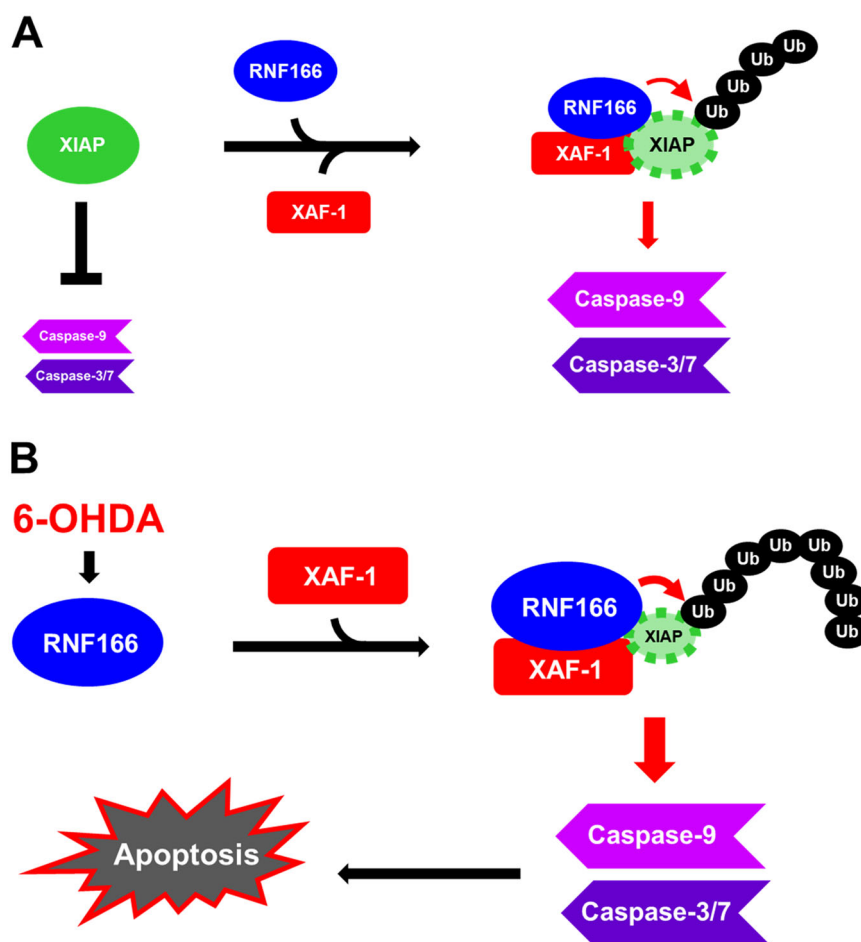 A
RNF166
XIAP
XAF-1
Caspase-9
Caspase-3/7
RNF166
XAF-1
XIAP
Ub
Ub
Ub
Ub
Caspase-9
Caspase-3/7
B
6-OHDA
RNF166
XAF-1
RNF166
XAF-1
XIAP
Ub
Ub
Ub
Ub
Ub
Ub
Ub
Ub
Caspase-9
Caspase-3/7
Apoptosis